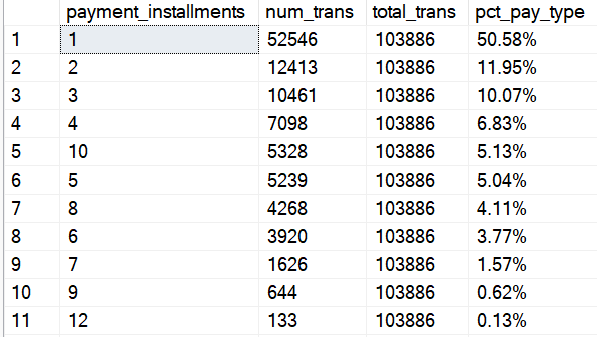 payment_installments num_trans total_trans pct_pay_type
1 1 52546 103886 50.58%
2 2 12413 103886 11.95%
3 3 10461 103886 10.07%
4 4 7098 103886 6.83%
5 10 5328 103886 5.13%
6 5 5239 103886 5.04%
7 8 4268 103886 4.11%
8 6 3920 103886 3.77%
9 7 1626 103886 1.57%
10 9 644 103886 0.62%
11 12 133 103886 0.13%